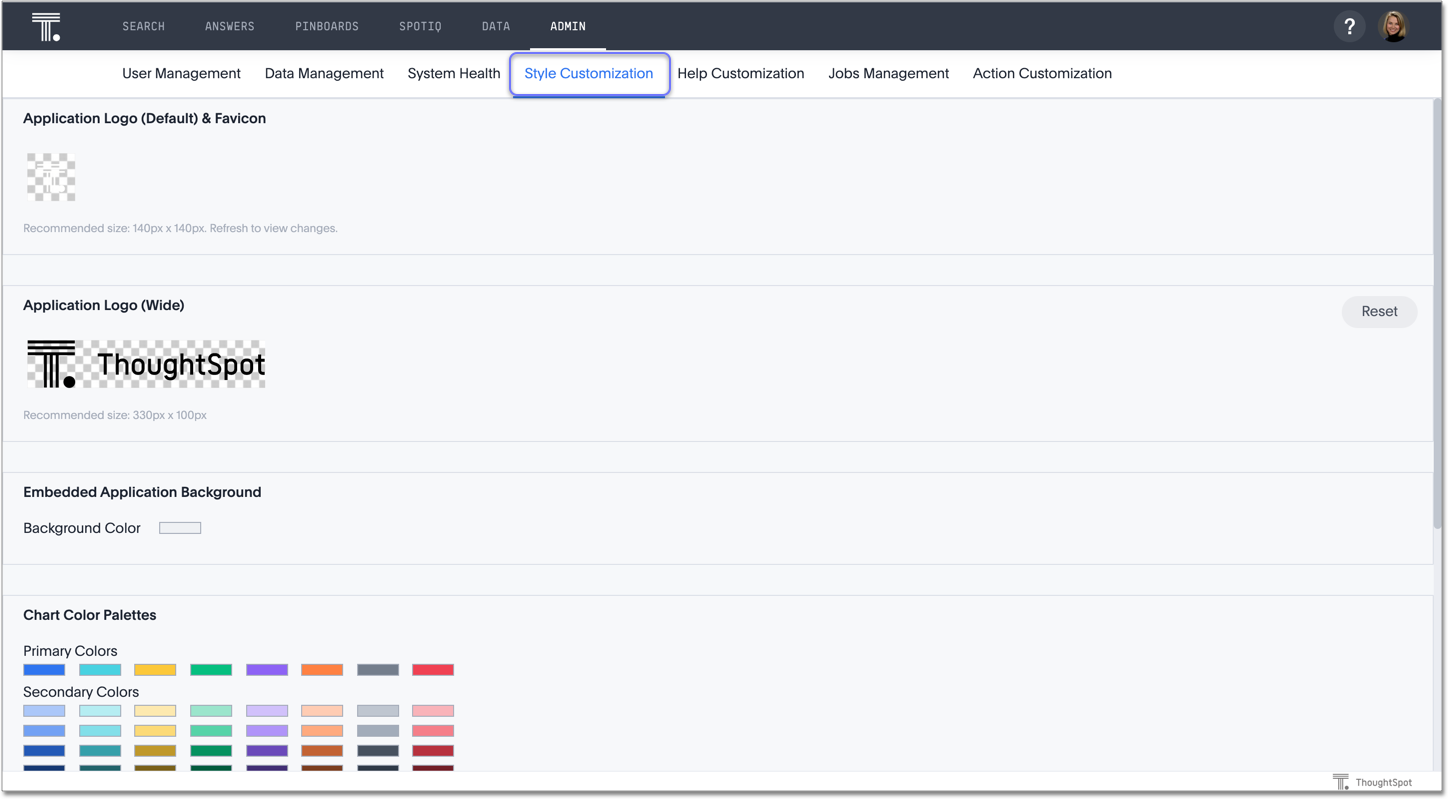 SEARCH ANSWERS PINBOARDS SPOTIQ DATA ADMIN ?
User Management Data Management System Health Style Customization Help Customization Jobs Management Action Customization
Application Logo (Default) & Favicon
Recommended size: 140px x 140px. Refresh to view changes.
Application Logo (Wide)
Reset
ThoughtSpot
Recommended size: 330px x 100px
Embedded Application Background
Background Color
Chart Color Palettes
Primary Colors
Secondary Colors
ThoughtSpot